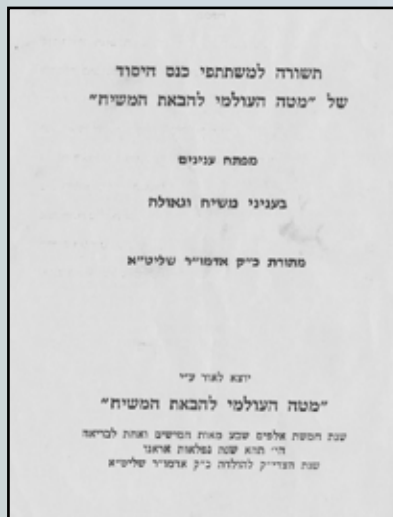 תשורה למשתתפי כנס היסוד
של "מטה העולמי להבאת המשיח"
מפתח ענינים
בעניני משיח וגאולה
מתורת כ"ק אדמו"ר שליט"א
יוצא לאור ע"י
"מטה העולמי להבאת המשיח"
שנת חמשת אלפים שבע מאות חמישים ואחת לבריאה
הי' תהא שנת נפלאות אראנו
שנת הצדי"ק להולדת כ"ק אדמו"ר שליט"א